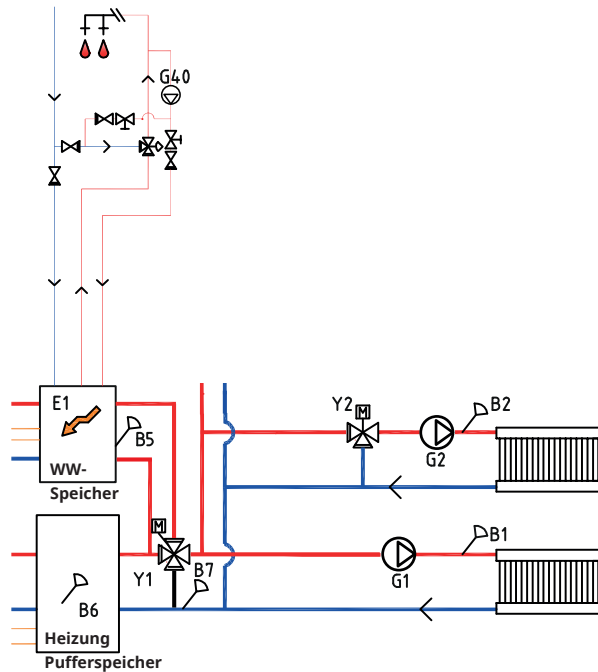 G40
E1
B5
WW-
Speicher
Y2
M
B2
G2
M
Y1
B7
B1
G1
B6
Heizung
Pufferspeicher